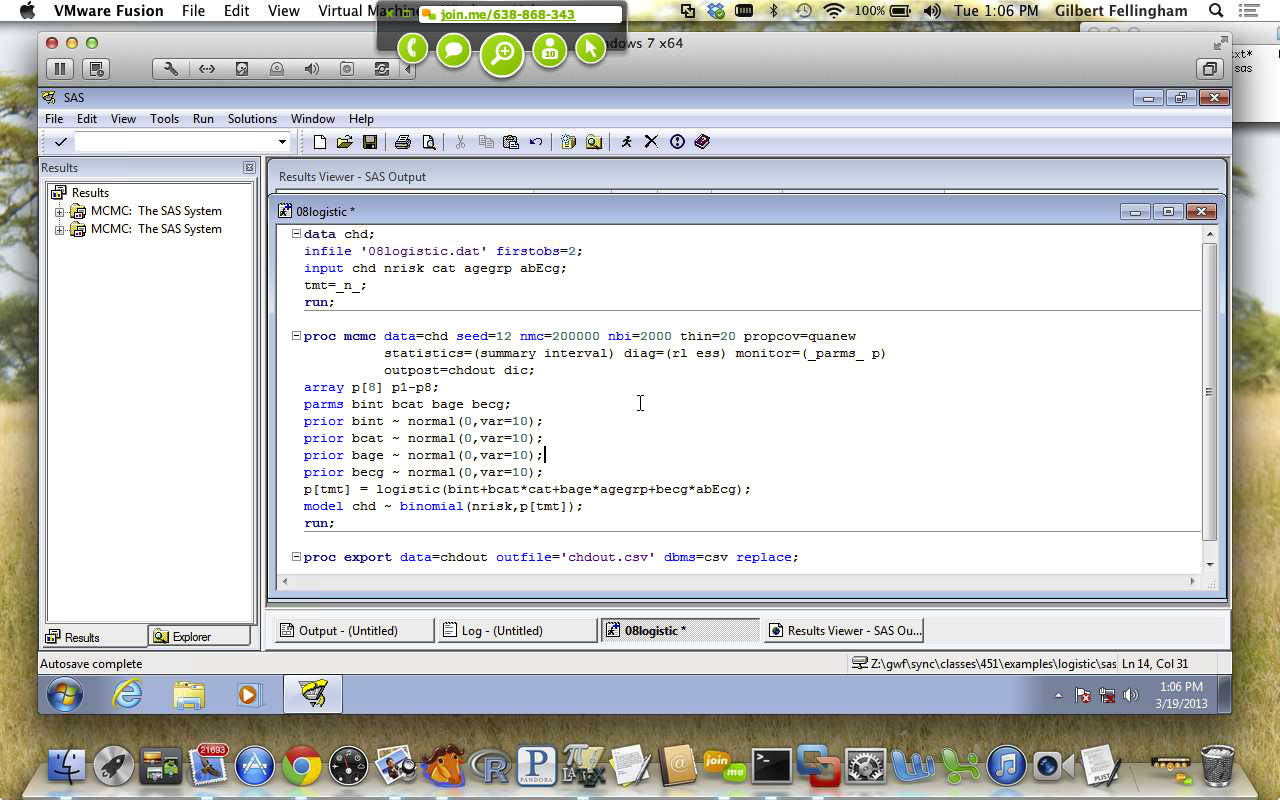 VMware Fusion File Edit View Virtual Mac
join.me/638-868-343
100% Tue 1:06 PM Gilbert Fellingham
ndows 7 x64
xt*
sas
SAS
File Edit View Tools Run Solutions Window Help
Results
Results
MCMC: The SAS System
MCMC: The SAS System
Results Viewer - SAS Output
08logistic *
data chd;
infile '08logistic.dat' firstobs=2;
input chd nrisk cat agegrp abEcg;
tmt=_n_;
run;
proc mcmc data=chd seed=12 nmc=200000 nbi=2000 thin=20 propcov=quanew
statistics=(summary interval) diag=(rl ess) monitor=(_parms_ p)
outpost=chdout dic;
array p[8] p1-p8;
parms bint bcat bage becg;
prior bint ~ normal(0,var=10);
prior bcat ~ normal(0,var=10);
prior bage ~ normal(0,var=10);
prior becg ~ normal(0,var=10);
p[tmt] = logistic(bint+bcat*cat+bage*agegrp+becg*abEcg);
model chd ~ binomial(nrisk,p[tmt]);
run;
proc export data=chdout outfile='chdout.csv' dbms=csv replace;
Results Explorer
Output - (Untitled) Log - (Untitled) 08logistic * Results Viewer - SAS Ou...
Autosave complete
Z:\gwf\sync\classes\451\examples\logistic\sas Ln 14, Col 31
1:06 PM
3/19/2013
21693
PANDORA
join
me
PLIST
10